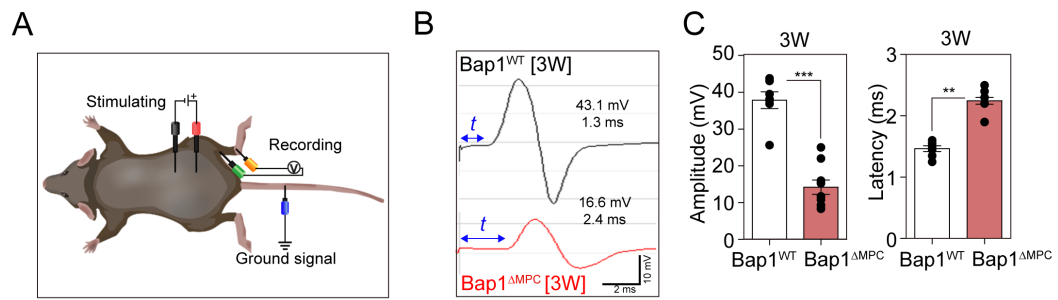 A
Stimulating
+
Recording
V
Ground signal
B
Bap1WT [3W]
43.1 mV
1.3 ms
t
16.6 mV
2.4 ms
t
Bap1ΔMPC [3W]
10 mV
2 ms
C
3W
Amplitude (mV)
50
40
30
20
10
0
***
Bap1WT Bap1ΔMPC
3W
Latency (ms)
3
2
1
0
**
Bap1WT Bap1ΔMPC